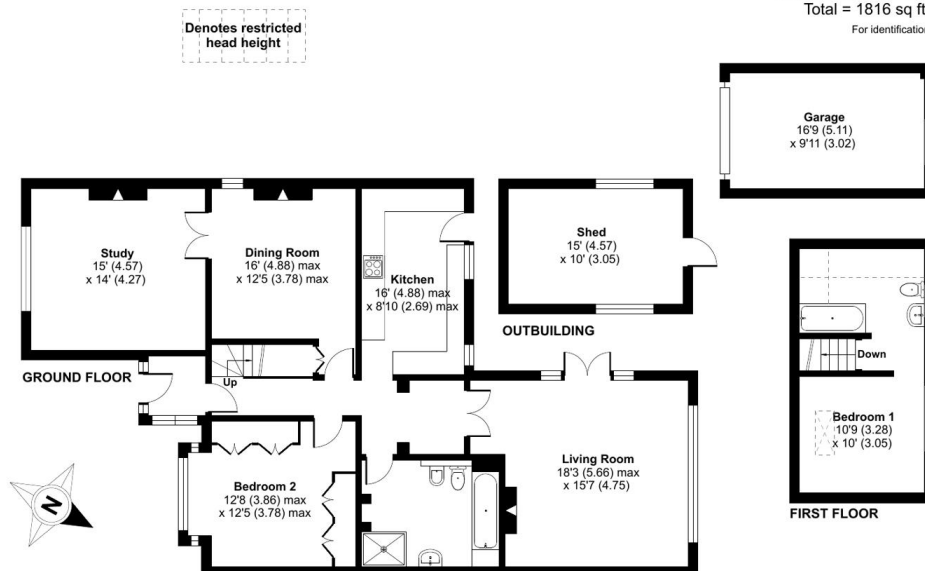 Denotes restricted
head height
Total = 1816 sq ft
For identification
Garage
16'9 (5.11)
x 9'11 (3.02)
Study
15' (4.57)
x 14' (4.27)
Dining Room
16' (4.88) max
x 12'5 (3.78) max
Kitchen
16' (4.88) max
x 8'10 (2.69) max
Shed
15' (4.57)
x 10' (3.05)
OUTBUILDING
GROUND FLOOR
Up
Down
Bedroom 1
10'9 (3.28)
x 10' (3.05)
FIRST FLOOR
Living Room
18'3 (5.66) max
x 15'7 (4.75)
Bedroom 2
12'8 (3.86) max
x 12'5 (3.78) max
N